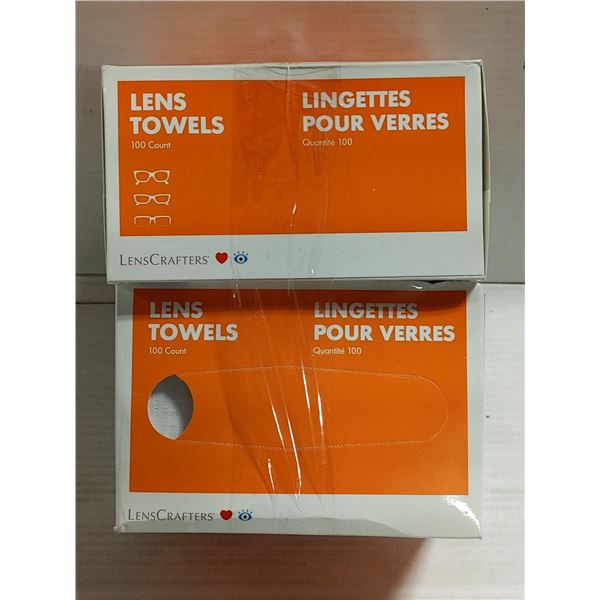 LENS
TOWELS
100 Count
LINGETTES
POUR VERRES
Quantité 100
LENSCRAFTERS®
LENS
TOWELS
100 Count
LINGETTES
POUR VERRES
Quantité 100
LENSCRAFTERS®